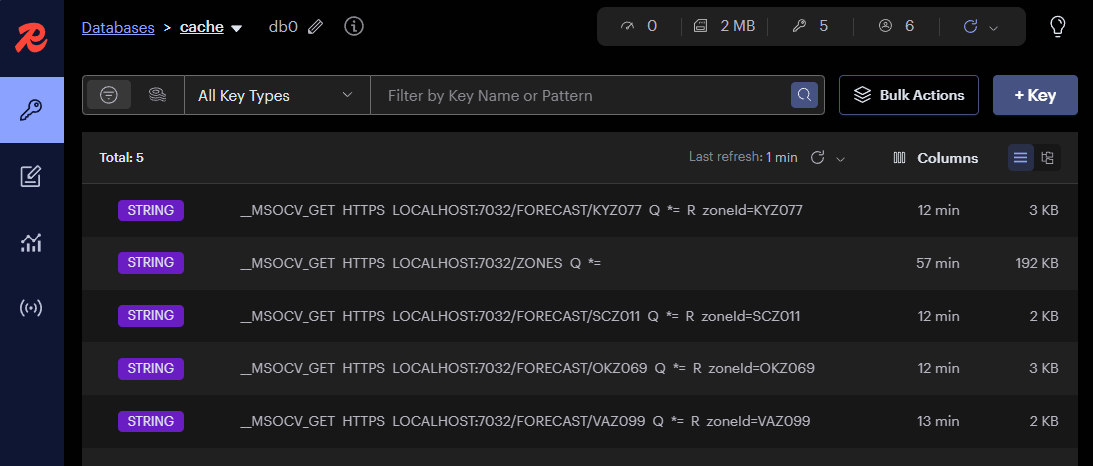 Databases > cache db0 0 2 MB 5 6
All Key Types Filter by Key Name or Pattern Bulk Actions + Key
Total: 5 Last refresh: 1 min Columns
STRING __MSOCV_GET HTTPS LOCALHOST:7032/FORECAST/KYZ077 Q *= R zoneId=KYZ077 12 min 3 KB
STRING __MSOCV_GET HTTPS LOCALHOST:7032/ZONES Q *= 57 min 192 KB
STRING __MSOCV_GET HTTPS LOCALHOST:7032/FORECAST/SCZ011 Q *= R zoneId=SCZ011 12 min 2 KB
STRING __MSOCV_GET HTTPS LOCALHOST:7032/FORECAST/OKZ069 Q *= R zoneId=OKZ069 12 min 3 KB
STRING __MSOCV_GET HTTPS LOCALHOST:7032/FORECAST/VAZ099 Q *= R zoneId=VAZ099 13 min 2 KB